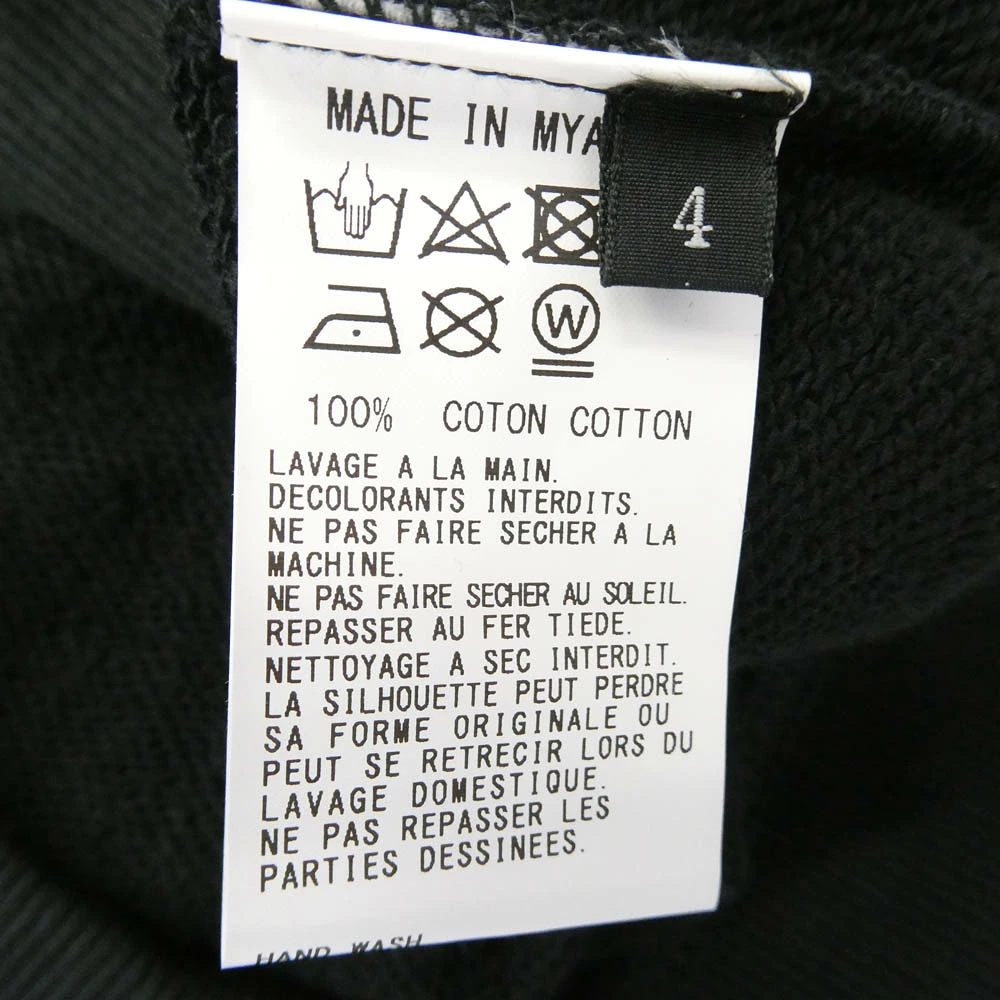 MADE IN MYA
4
W
100% COTON COTTON
LAVAGE A LA MAIN.
DECOLORANTS INTERDITS.
NE PAS FAIRE SECHER A LA
MACHINE.
NE PAS FAIRE SECHER AU SOLEIL.
REPASSER AU FER TIEDE.
NETTOYAGE A SEC INTERDIT.
LA SILHOUETTE PEUT PERDRE
SA FORME ORIGINALE OU
PEUT SE RETRECIR LORS DU
LAVAGE DOMESTIQUE.
NE PAS REPASSER LES
PARTIES DESSINEES.
HAND WASH